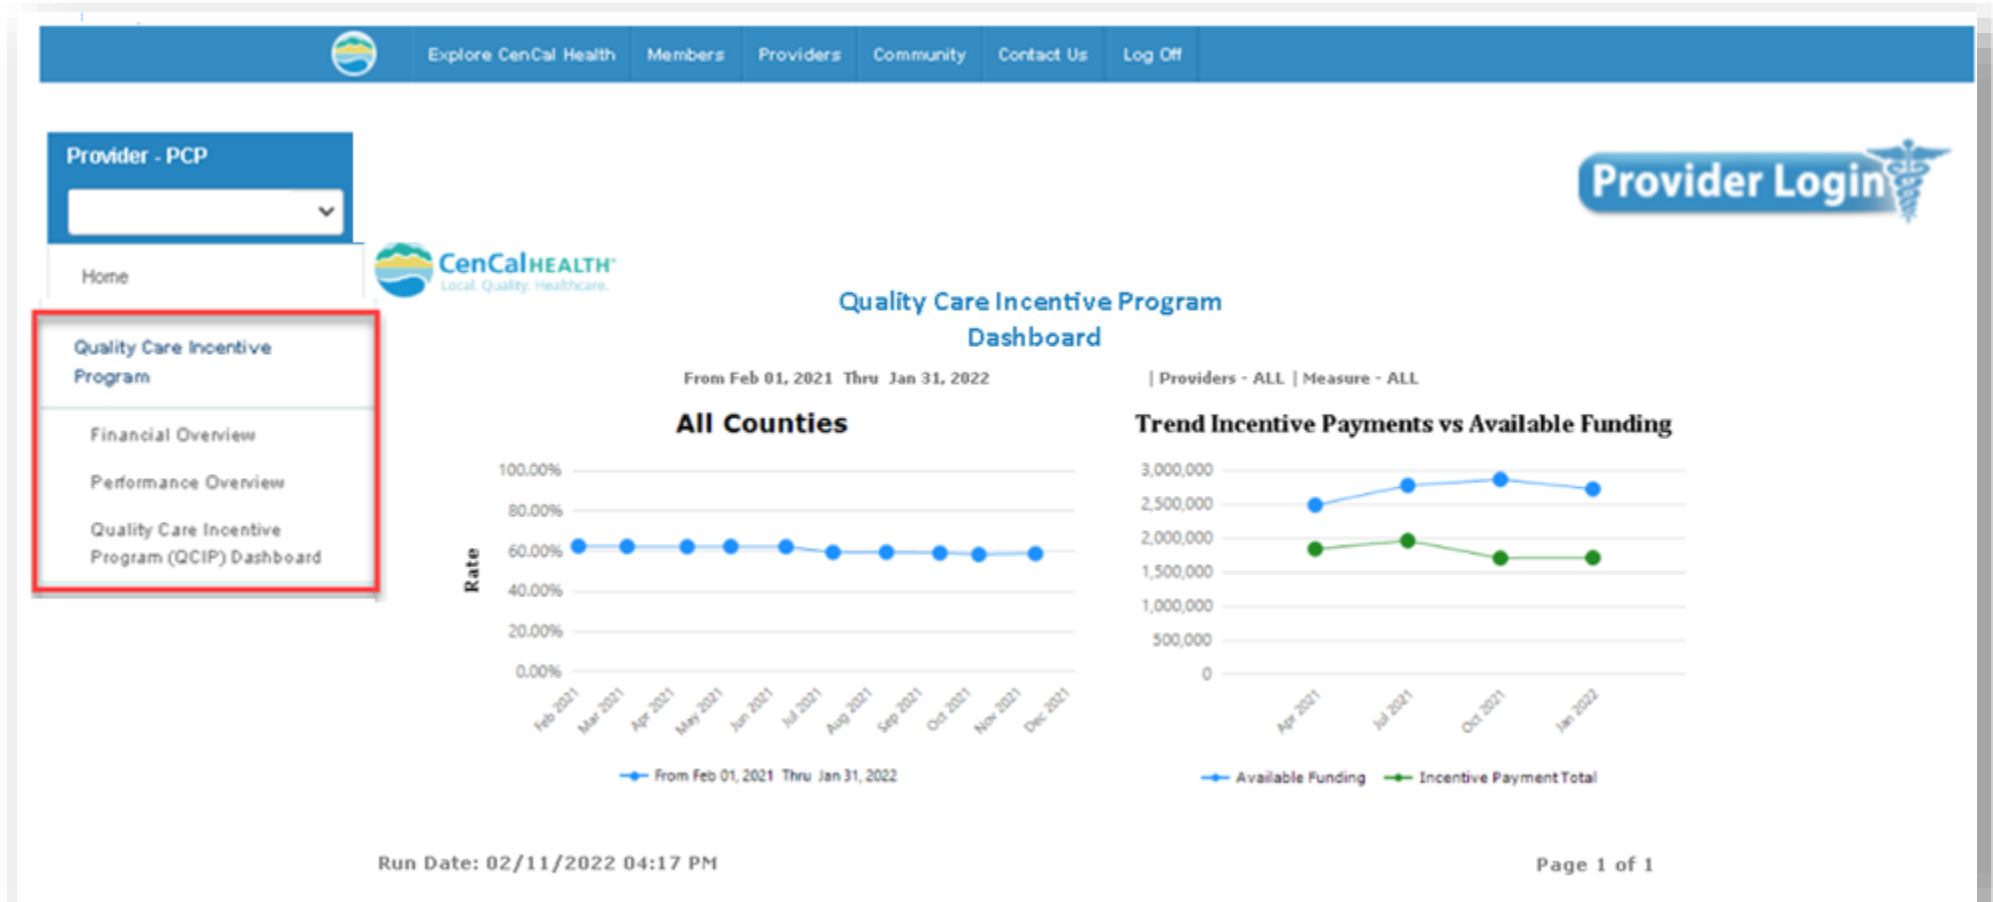 Explore CenCal Health Members Providers Community Contact Us Log Off
Provider - PCP
Provider Login
Home
CenCalHEALTH
Local. Quality. Healthcare.
Quality Care Incentive
Program
Financial Overview
Performance Overview
Quality Care Incentive
Program (QCIP) Dashboard
Quality Care Incentive Program
Dashboard
From Feb 01, 2021 Thru Jan 31, 2022 | Providers - ALL | Measure - ALL
All Counties
Rate
100.00%
80.00%
60.00%
40.00%
20.00%
0.00%
Feb 2021
Mar 2021
Apr 2021
May 2021
Jun 2021
Jul 2021
Aug 2021
Sep 2021
Oct 2021
Nov 2021
Dec 2021
From Feb 01, 2021 Thru Jan 31, 2022
Trend Incentive Payments vs Available Funding
3,000,000
2,500,000
2,000,000
1,500,000
1,000,000
500,000
0
Apr 2021
Jul 2021
Oct 2021
Jan 2022
Available Funding Incentive Payment Total
Run Date: 02/11/2022 04:17 PM
Page 1 of 1